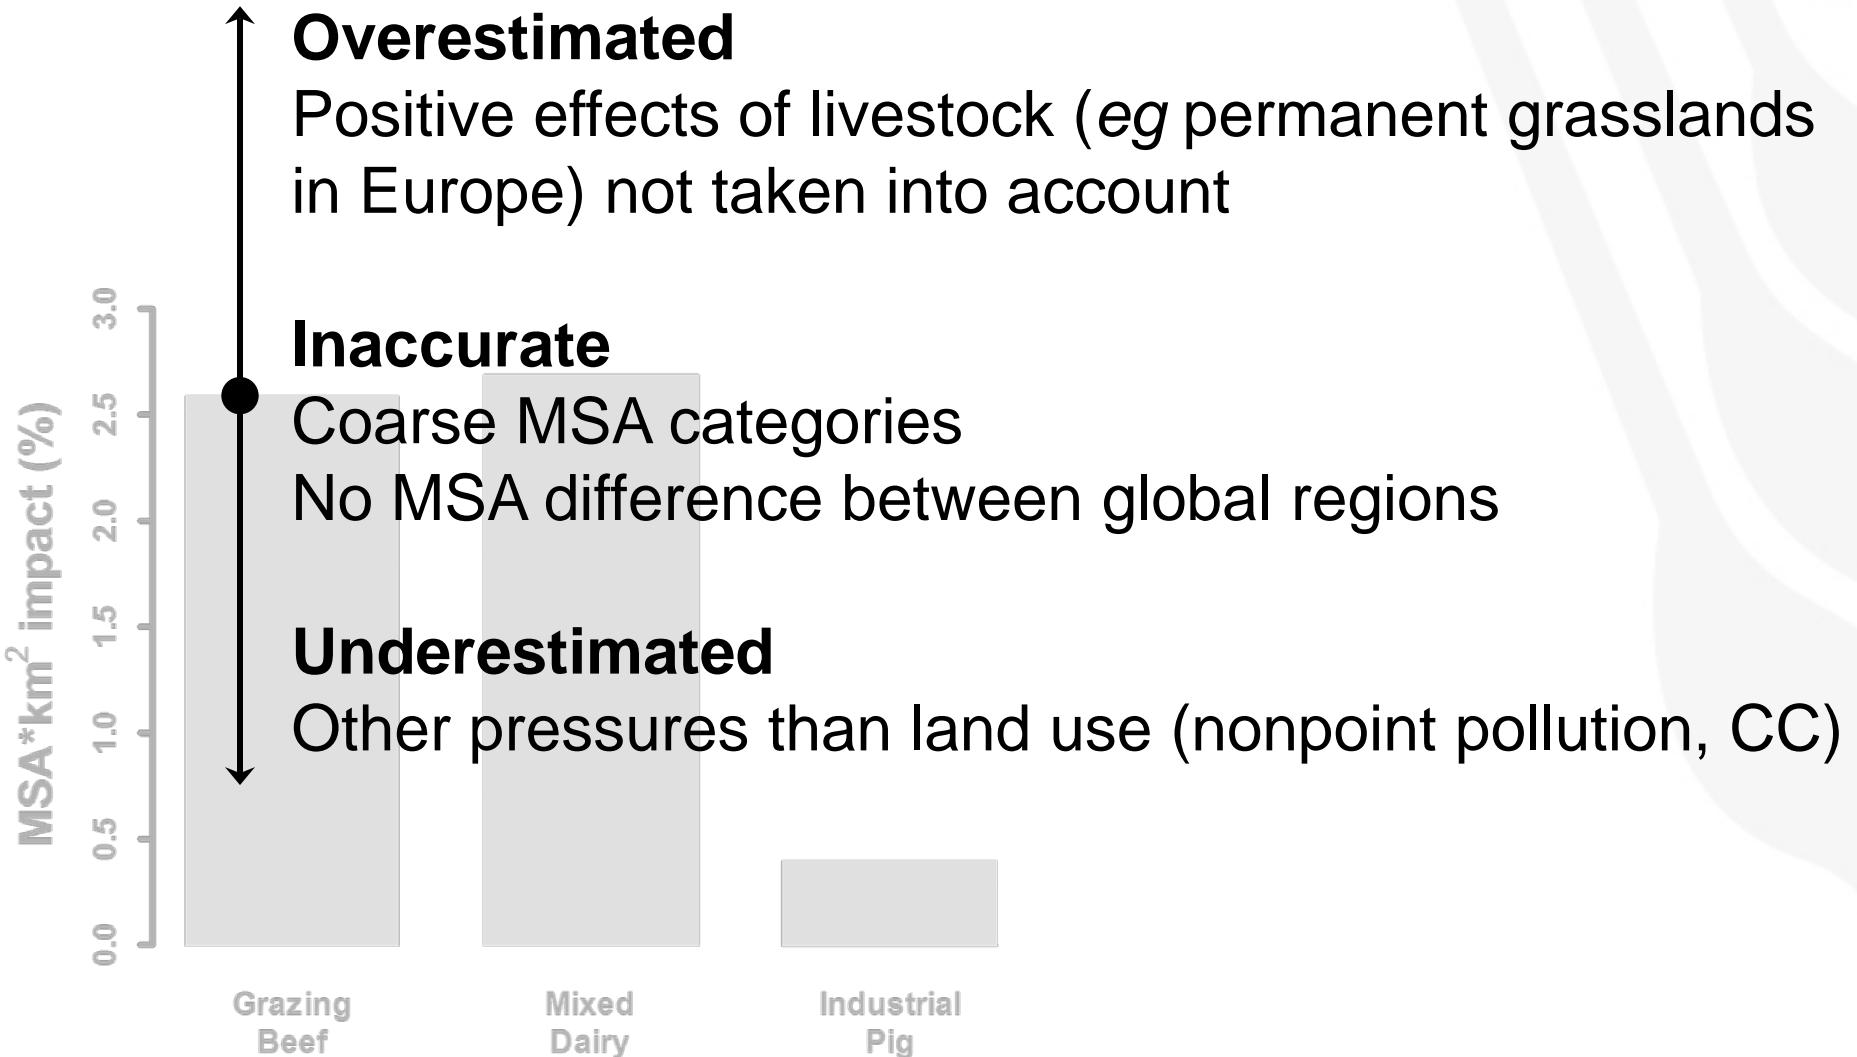 Overestimated
Positive effects of livestock (eg permanent grasslands
in Europe) not taken into account
Inaccurate
Coarse MSA categories
No MSA difference between global regions
Underestimated
Other pressures than land use (nonpoint pollution, CC)
MSA*km² impact (%)
3.0
2.5
2.0
1.5
1.0
0.5
0.0
Grazing
Beef
Mixed
Dairy
Industrial
Pig